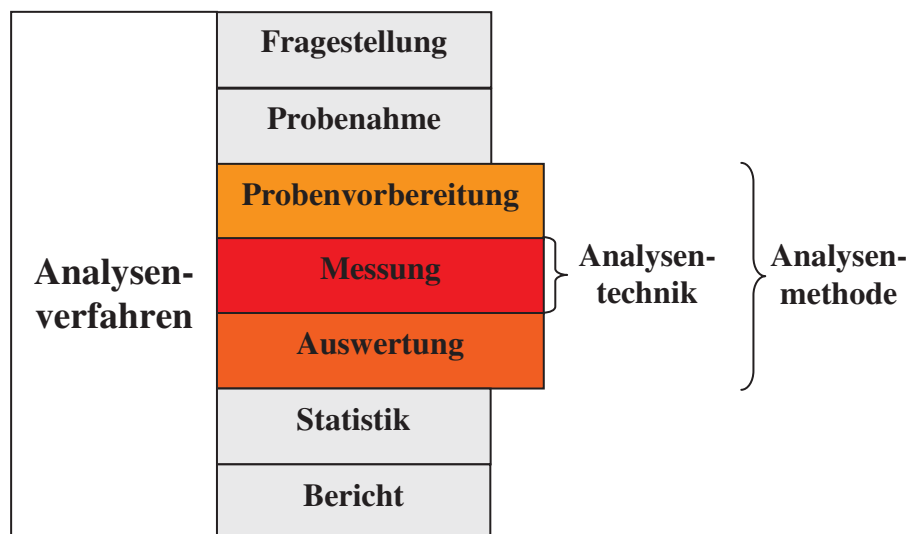 Fragestellung
Probenahme
Probenvorbereitung
Messung
Auswertung
Statistik
Bericht
Analysen-
verfahren
Analysen-
technik
Analysen-
methode